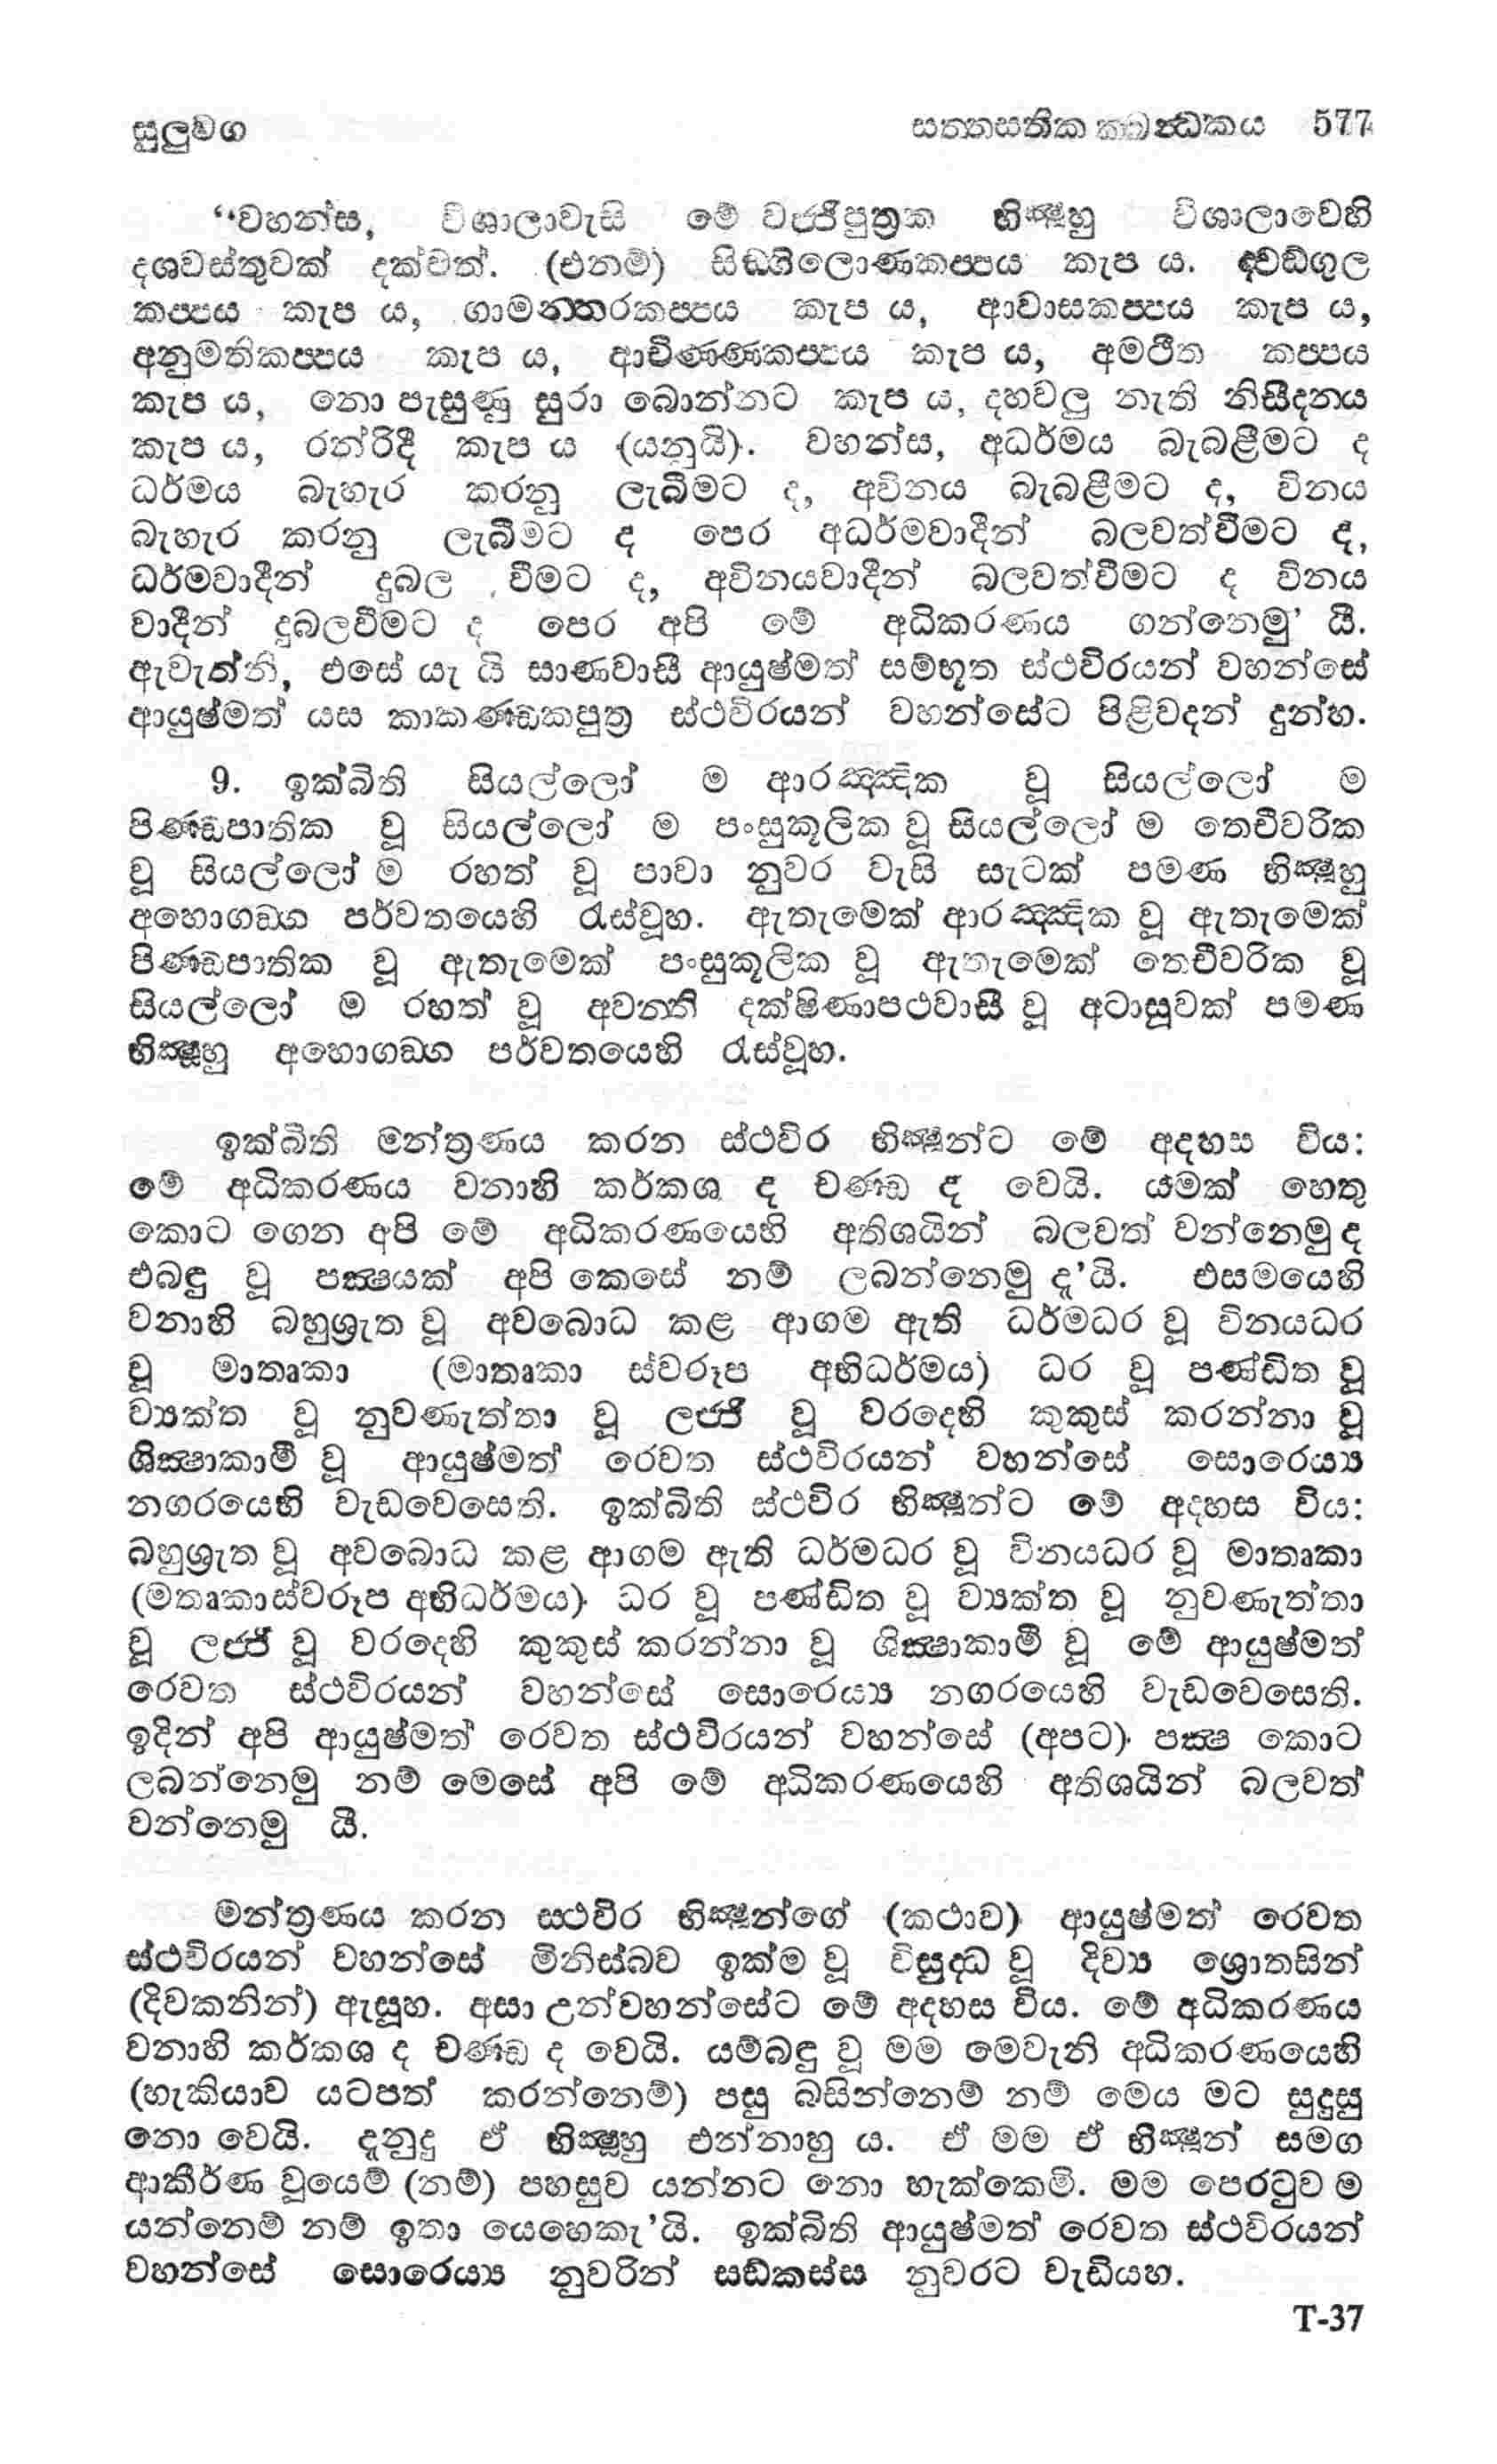 සුලුවග සත්තසතික ක්ඛන්ධකය 577
“වහන්ස, විශාලාවැසි මේ වජ්ජිපුත්‍රක භික්ෂූහු විශාලාවෙහි
දශවස්තුවක් දක්වත්. (එනම්) සිඞ්ගිලොණකප්පය කැප ය. ද්වඩ්ගුල
කප්පය කැප ය, ගාමන්තරකප්පය කැප ය, ආවාසකප්පය කැප ය,
අනුමතිකප්පය කැප ය, ආචිණ්ණකප්පය කැප ය, අමථිත කප්පය
කැප ය, නො පැසුණු සුරා බොන්නට කැප ය, දහවලු නැති නිසීදනය
කැප ය, රන්රිදී කැප ය (යනුයි). වහන්ස, අධර්මය බැබළීමට ද
ධර්මය බැහැර කරනු ලැබීමට ද, අවිනය බැබළීමට ද, විනය
බැහැර කරනු ලැබීමට ද පෙර අධර්මවාදීන් බලවත්වීමට ද,
ධර්මවාදීන් දුබල වීමට ද, අවිනයවාදීන් බලවත්වීමට ද විනය
වාදීන් දුබලවීමට ද පෙර අපි මේ අධිකරණය ගන්නෙමු’ යී.
ඇවැත්නි, එසේ යැ යි සාණවාසී ආයුෂ්මත් සම්භූත ස්ථවිරයන් වහන්සේ
ආයුෂ්මත් යස කාකණ්ඩකපුත්‍ර ස්ථවිරයන් වහන්සේට පිළිවදන් දුන්හ.
9. ඉක්බිති සියල්ලෝ ම ආරඤ්ඤික වූ සියල්ලෝ ම
පිණ්ඩපාතික වූ සියල්ලෝ ම පංසුකූලික වූ සියල්ලෝ ම තෙචීවරික
වූ සියල්ලෝ ම රහත් වූ පාවා නුවර වැසි සැටක් පමණ භික්ෂූහු
අහොගඞ්ග පර්වතයෙහි රැස්වූහ. ඇතැමෙක් ආරඤ්ඤික වූ ඇතැමෙක්
පිණ්ඩපාතික වූ ඇතැමෙක් පංසුකූලික වූ ඇතැමෙක් තෙචීවරික වූ
සියල්ලෝ ම රහත් වූ අවන්ති දක්ෂිණාපථවාසී වූ අටාසූවක් පමණ
භික්ෂූහු අහොගඞ්ග පර්වතයෙහි රැස්වූහ.
ඉක්බිති මන්ත්‍රණය කරන ස්ථවිර භික්ෂූන්ට මේ අදහස විය:
මේ අධිකරණය වනාහි කර්කශ ද චණ්ඩ ද වෙයි. යමක් හෙතු
කොට ගෙන අපි මේ අධිකරණයෙහි අතිශයින් බලවත් වන්නෙමු ද
එබඳු වූ පක්ෂයක් අපි කෙසේ නම් ලබන්නෙමු දැ’යි. එසමයෙහි
වනාහි බහුශ්‍රැත වූ අවබොධ කළ ආගම ඇති ධර්මධර වූ විනයධර
වූ මාතෘකා (මාතෘකා ස්වරූප අභිධර්මය) ධර වූ පණ්ඩිත වූ
ව්‍යක්ත වූ නුවණැත්තා වූ ලජ්ජි වූ වරදෙහි කුකුස් කරන්නා වූ
ශික්ෂාකාමී වූ ආයුෂ්මත් රෙවත ස්ථවිරයන් වහන්සේ සොරෙය්‍ය
නගරයෙහි වැඩවෙසෙති. ඉක්බිති ස්ථවිර භික්ෂූන්ට මේ අදහස විය:
බහුශ්‍රැත වූ අවබොධ කළ ආගම ඇති ධර්මධර වූ විනයධර වූ මාතෘකා
(මතෘකාස්වරූප අභිධර්මය) ධර වූ පණ්ඩිත වූ ව්‍යක්ත වූ නුවණැත්තා
වූ ලජ්ජි වූ වරදෙහි කුකුස් කරන්නා වූ ශික්ෂාකාමී වූ මේ ආයුෂ්මත්
රෙවත ස්ථවිරයන් වහන්සේ සොරෙය්‍ය නගරයෙහි වැඩවෙසෙති.
ඉදින් අපි ආයුෂ්මත් රෙවත ස්ථවිරයන් වහන්සේ (අපට) පක්ෂ කොට
ලබන්නෙමු නම් මෙසේ අපි මේ අධිකරණයෙහි අතිශයින් බලවත්
වන්නෙමු යී.
මන්ත්‍රණය කරන ස්ථවිර භික්ෂූන්ගේ (කථාව) ආයුෂ්මත් රෙවත
ස්ථවිරයන් වහන්සේ මිනිස්බව ඉක්ම වූ විසුද්ධ වූ දිව්‍ය ශ්‍රොතසින්
(දිවකනින්) ඇසූහ. අසා උන්වහන්සේට මේ අදහස විය. මේ අධිකරණය
වනාහි කර්කශ ද චණ්ඩ ද වෙයි. යම්බඳු වූ මම මෙවැනි අධිකරණයෙහි
(හැකියාව යටපත් කරන්නෙම්) පසු බසින්නෙම් නම් මෙය මට සුදුසු
නො වෙයි. දැනුදු ඒ භික්ෂූහු එන්නාහු ය. ඒ මම ඒ භික්ෂූන් සමග
ආකීර්ණ වූයෙම් (නම්) පහසුව යන්නට නො හැක්කෙමි. මම පෙරටුව ම
යන්නෙම් නම් ඉතා යෙහෙකැ’යි. ඉක්බිති ආයුෂ්මත් රෙවත ස්ථවිරයන්
වහන්සේ සොරෙය්‍ය නුවරින් සඩ්කස්ස නුවරට වැඩියහ.
T-37